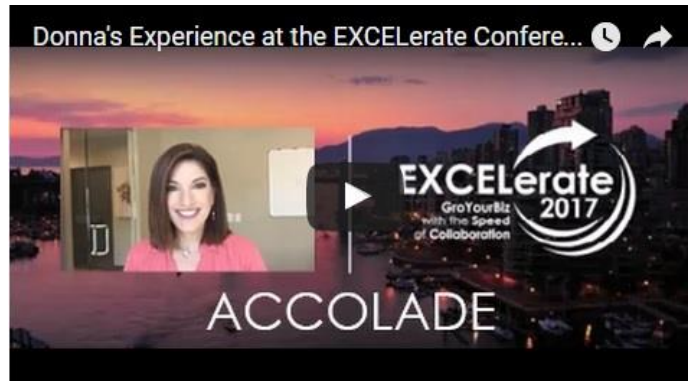 Donna's Experience at the EXCELerate Confere...
EXCELerate
2017
GroYourBiz
with the Speed
of Collaboration
ACCOLADE